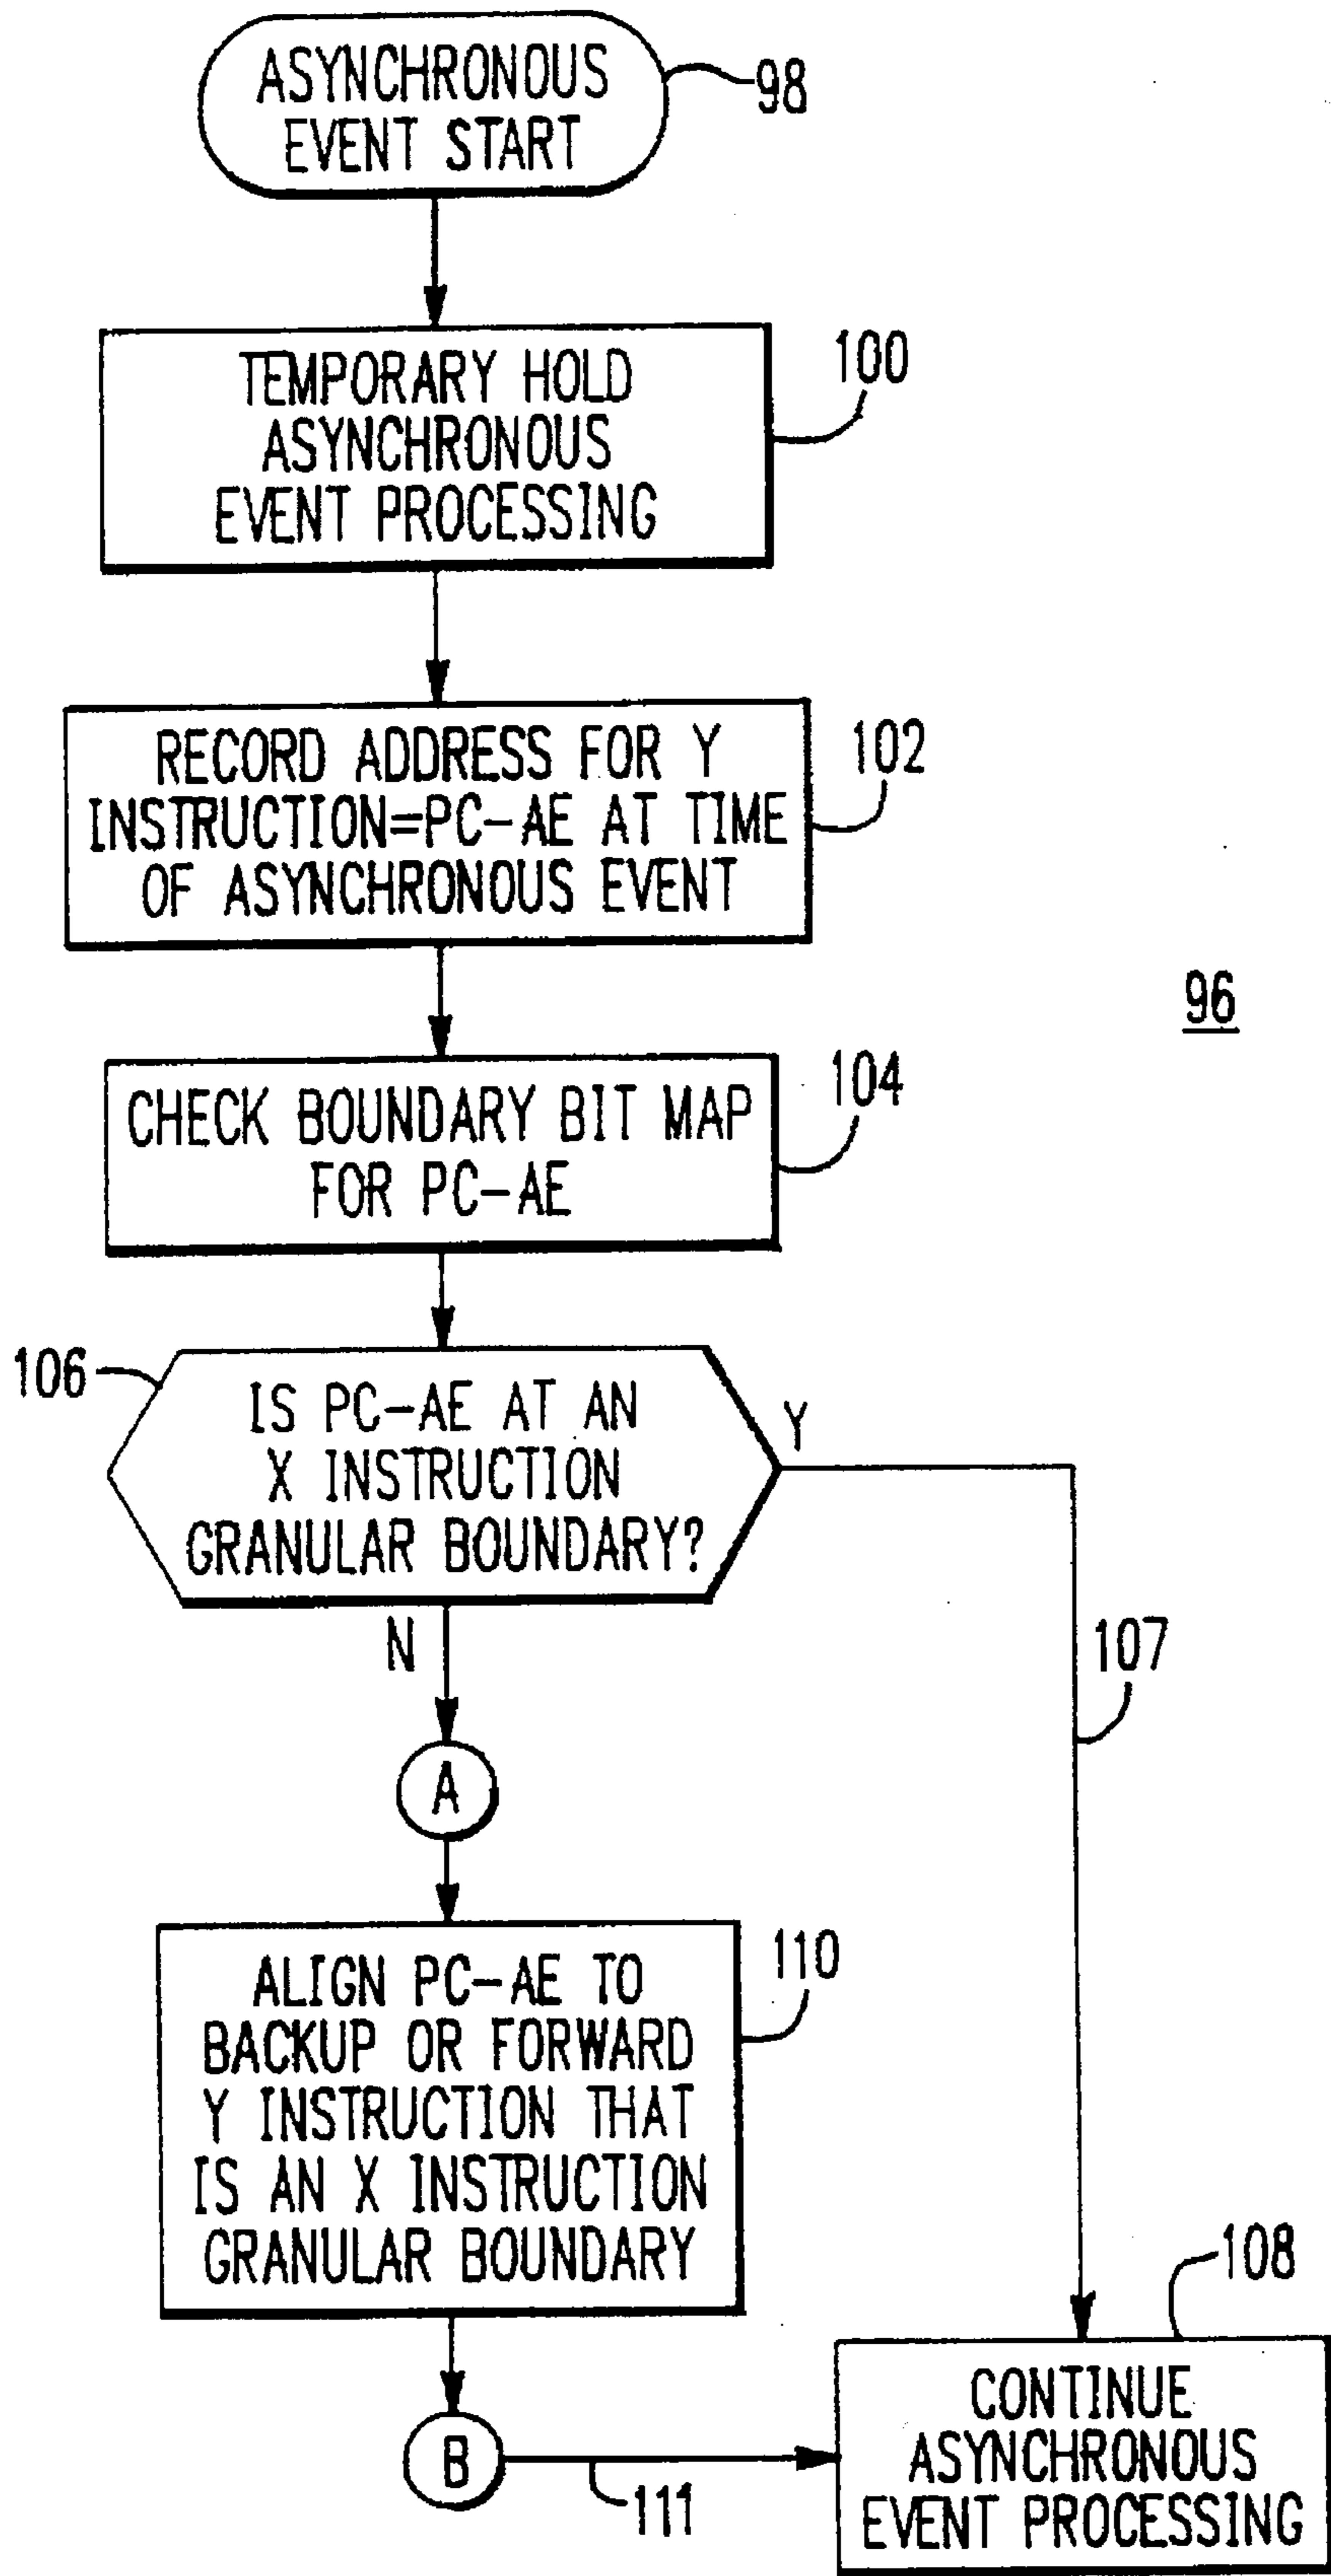 ASYNCHRONOUS
EVENT START
98
TEMPORARY HOLD
ASYNCHRONOUS
EVENT PROCESSING
100
RECORD ADDRESS FOR Y
INSTRUCTION=PC-AE AT TIME
OF ASYNCHRONOUS EVENT
102
96
CHECK BOUNDARY BIT MAP
FOR PC-AE
104
106
IS PC-AE AT AN
X INSTRUCTION
GRANULAR BOUNDARY?
Y
N
107
A
ALIGN PC-AE TO
BACKUP OR FORWARD
Y INSTRUCTION THAT
IS AN X INSTRUCTION
GRANULAR BOUNDARY
110
108
CONTINUE
ASYNCHRONOUS
EVENT PROCESSING
B
111